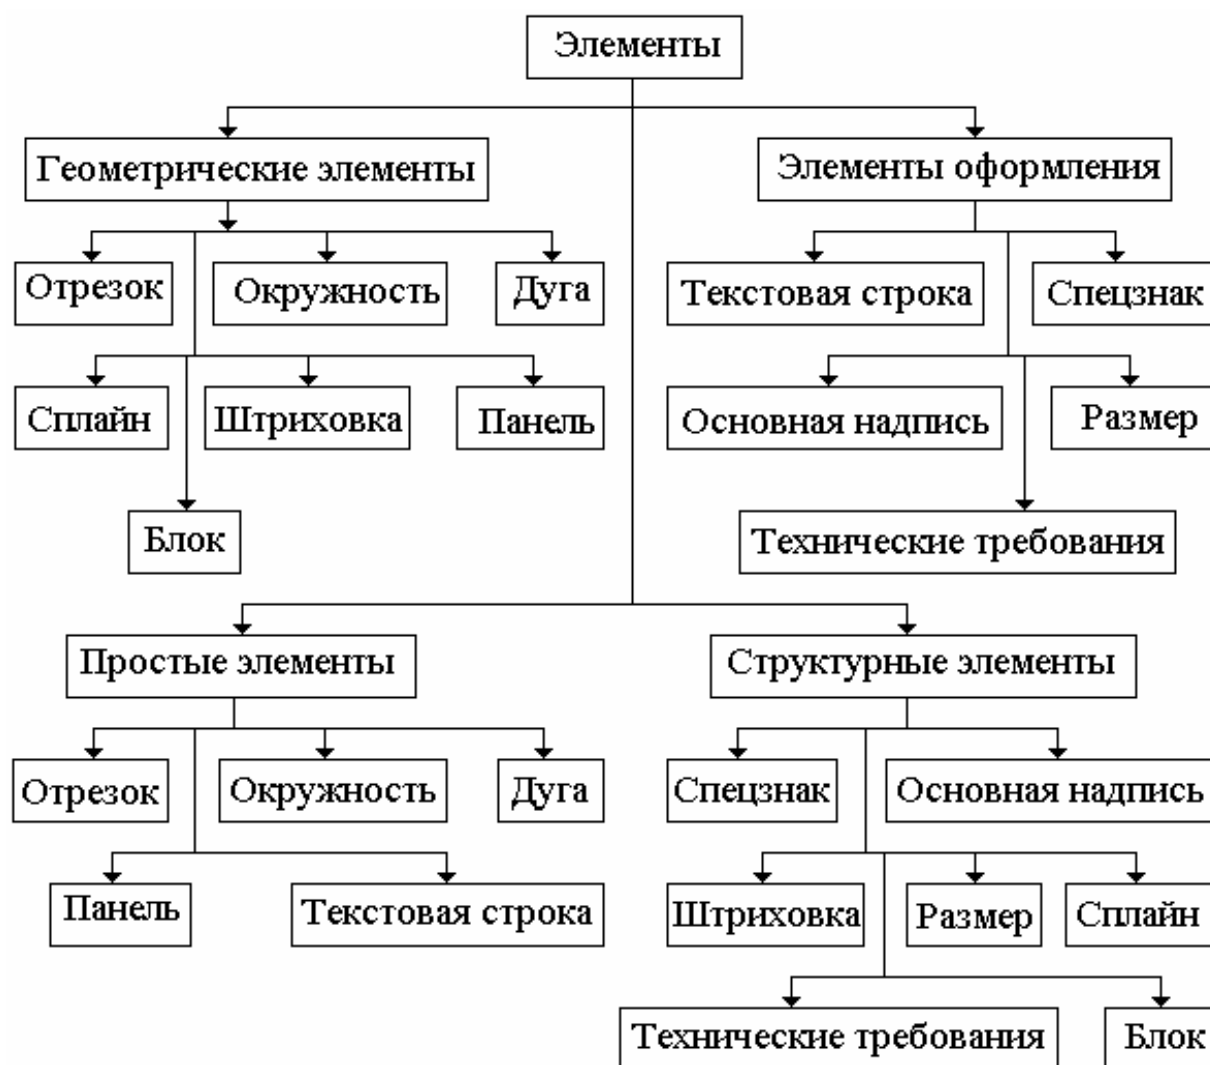 Элементы
Геометрические элементы
Элементы оформления
Отрезок
Окружность
Дуга
Текстовая строка
Спецзнак
Сплайн
Штриховка
Панель
Основная надпись
Размер
Блок
Технические требования
Простые элементы
Структурные элементы
Отрезок
Окружность
Дуга
Спецзнак
Основная надпись
Панель
Текстовая строка
Штриховка
Размер
Сплайн
Технические требования
Блок